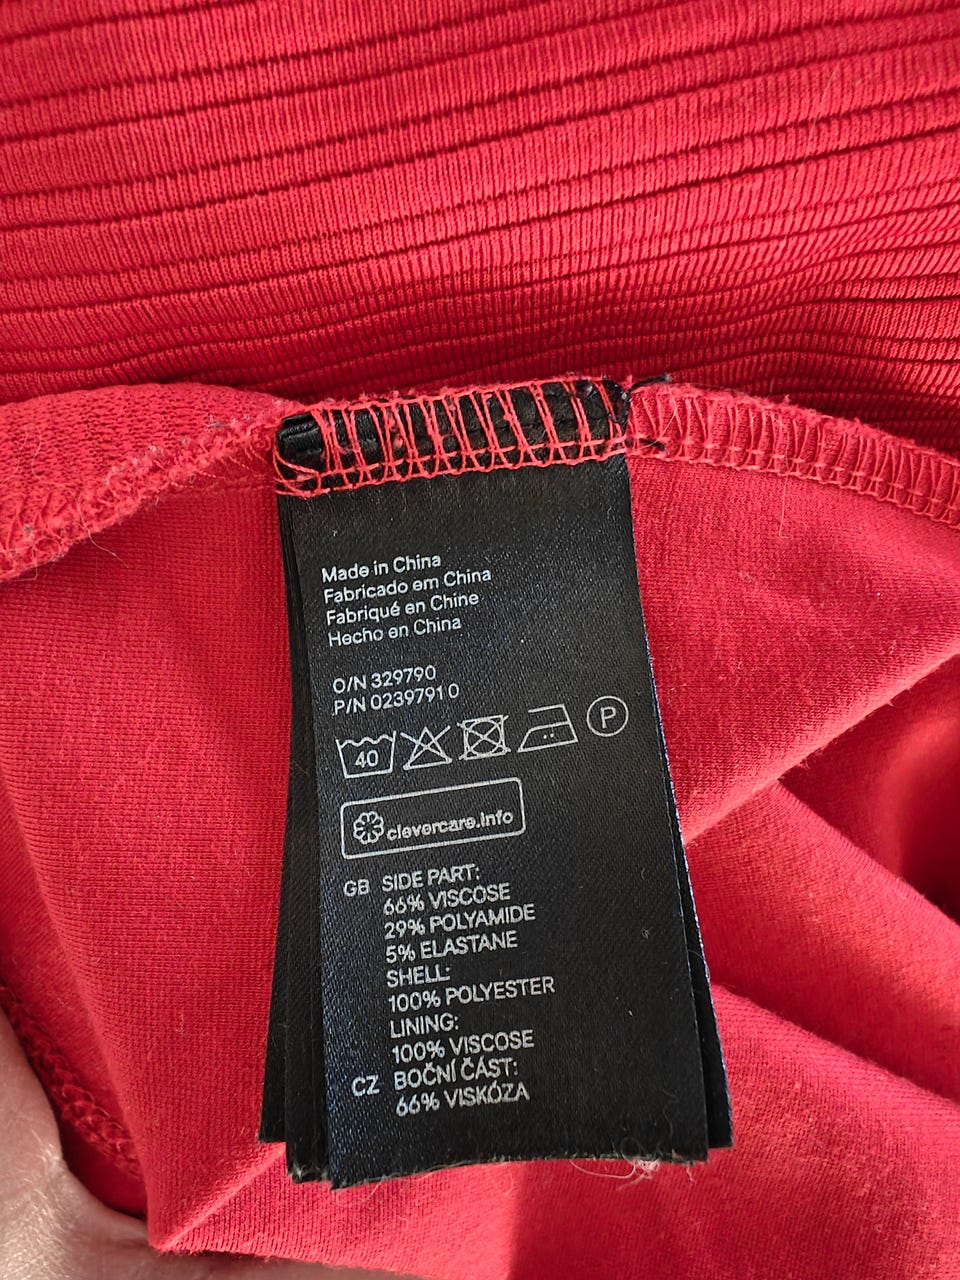 Made in China
Fabricado em China
Fabriqué en Chine
Hecho en China
O/N 329790
P/N 0239791 0
40 P
clevercare.info
GB SIDE PART:
66% VISCOSE
29% POLYAMIDE
5% ELASTANE
SHELL:
100% POLYESTER
LINING:
100% VISCOSE
CZ BOČNÍ ČÁST:
66% VISKÓZA